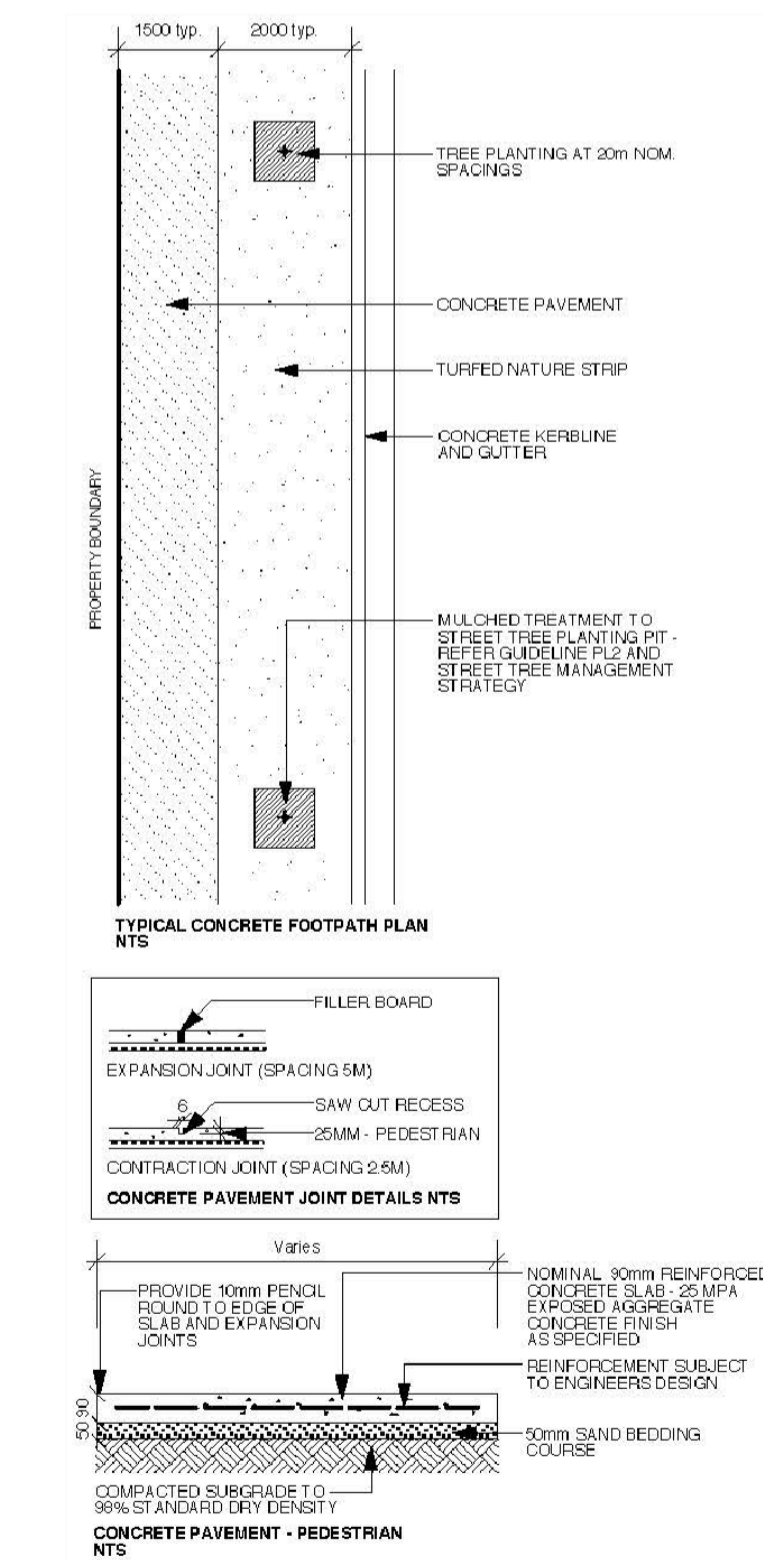 1500 typ.
2000 typ.
TREE PLANTING AT 20m NOM.
SPACINGS
CONCRETE PAVEMENT
TURFED NATURE STRIP
CONCRETE KERBLINE
AND GUTTER
PROPERTY BOUNDARY
MULCHED TREATMENT TO
STREET TREE PLANTING PIT -
REFER GUIDELINE PL2 AND
STREET TREE MANAGEMENT
STRATEGY
TYPICAL CONCRETE FOOTPATH PLAN
NTS
FILLER BOARD
EXPANSION JOINT (SPACING 5M)
6
SAW CUT RECESS
25MM - PEDESTRIAN
CONTRACTION JOINT (SPACING 2.5M)
CONCRETE PAVEMENT JOINT DETAILS NTS
Varies
PROVIDE 10mm PENCIL
ROUND TO EDGE OF
SLAB AND EXPANSION
JOINTS
NOMINAL 90mm REINFORCED
CONCRETE SLAB - 25 MPA
EXPOSED AGGREGATE
CONCRETE FINISH
AS SPECIFIED
REINFORCEMENT SUBJECT
TO ENGINEERS DESIGN
50 90
50mm SAND BEDDING
COURSE
COMPACTED SUBGRADE TO
98% STANDARD DRY DENSITY
CONCRETE PAVEMENT - PEDESTRIAN
NTS